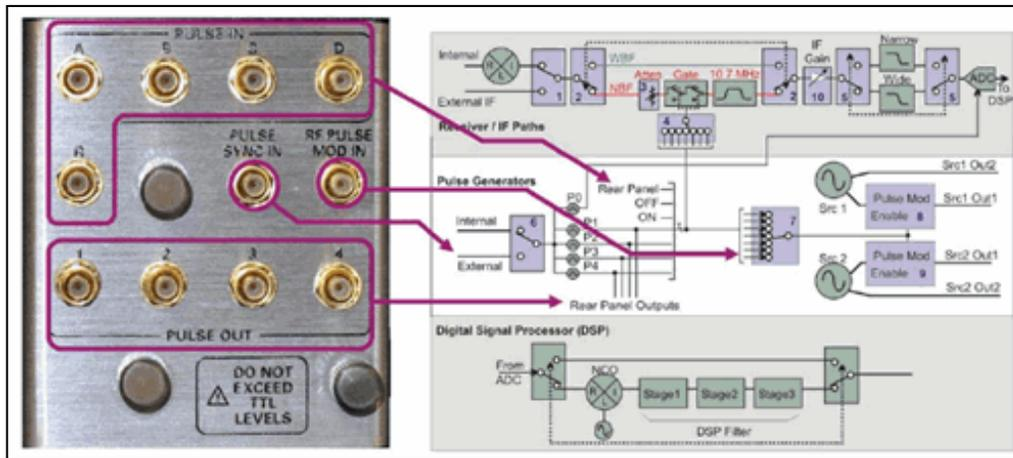 PULSE IN
A B C D
G
PULSE
SYNC IN
RF PULSE
MOD IN
1 2 3 4
PULSE OUT
DO NOT
EXCEED
TTL
LEVELS
Internal
R L
I
External IF
1
2
WBF
NBF
Atten
3
Gate
10.7 MHz
2
IF
Gain
10
5
Narrow
Wide
5
ADC
To
DSP
4
Receiver / IF Paths
Pulse Generators
Internal
External
6
P0
P1
P2
P3
P4
Rear Panel
OFF
ON
Rear Panel Outputs
7
Src 1
Src1 Out2
Pulse Mod
Enable 8
Src1 Out1
Src 2
Pulse Mod
Enable 9
Src2 Out1
Src2 Out2
Digital Signal Processor (DSP)
From
ADC
NCO
R L
I
Stage1
Stage2
Stage3
DSP Filter